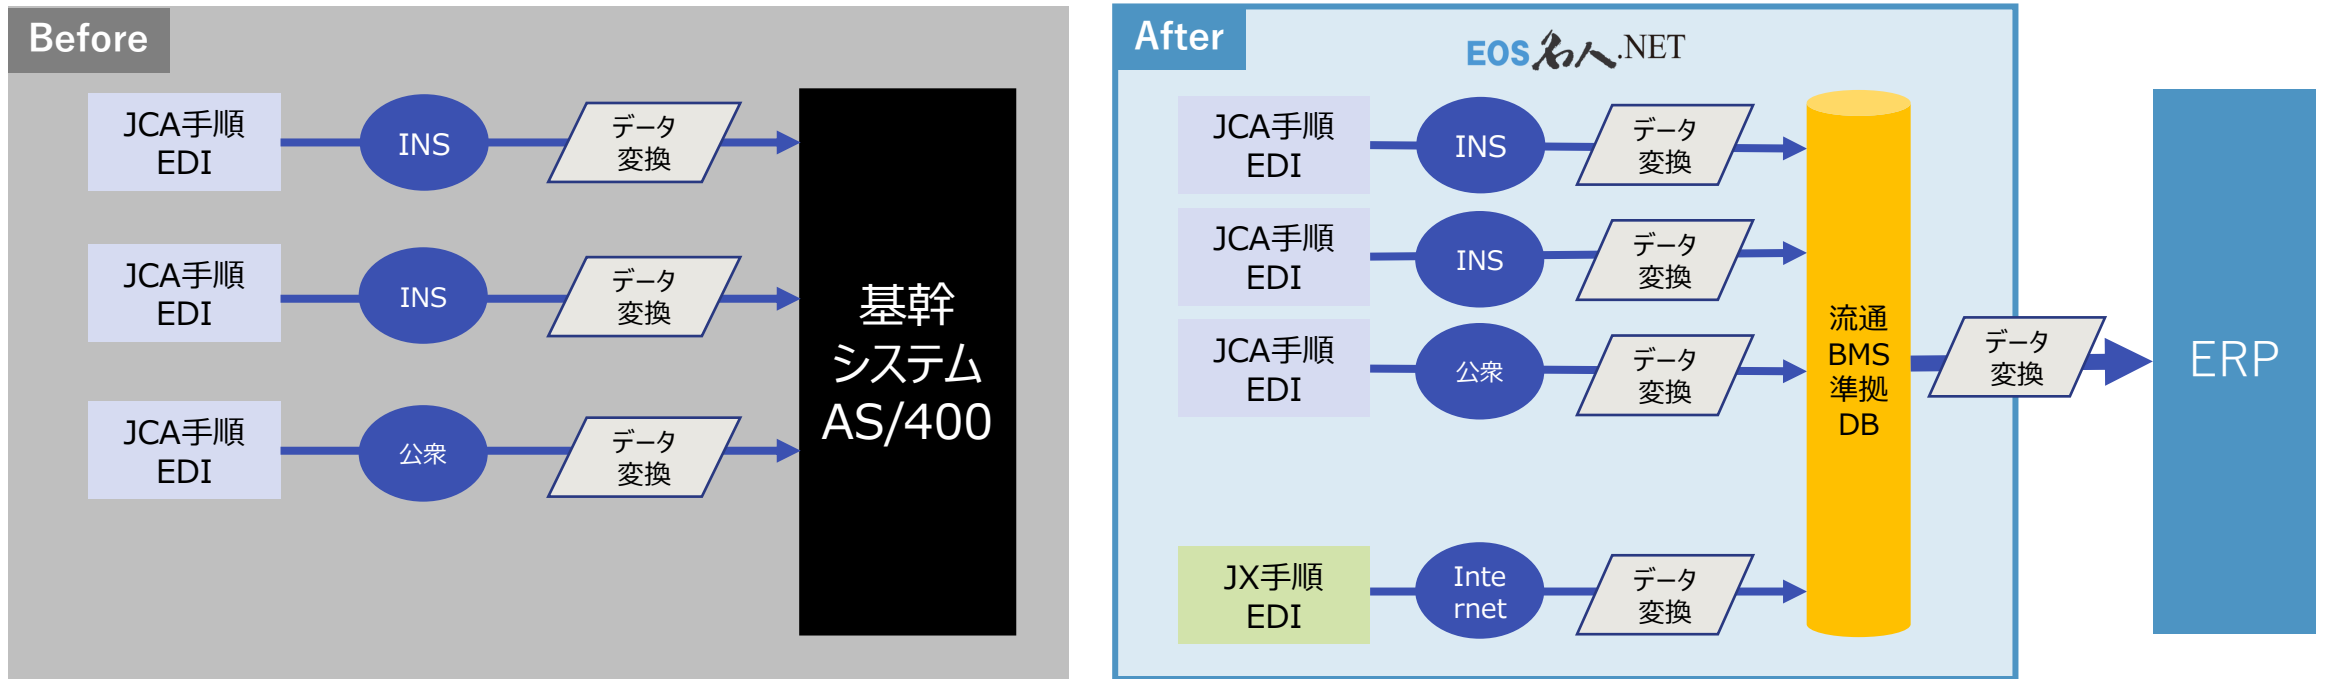 Before
JCA手順
EDI
INS
データ
変換
JCA手順
EDI
INS
データ
変換
JCA手順
EDI
公衆
データ
変換
基幹
システム
AS/400
After
EOS名人.NET
JCA手順
EDI
INS
データ
変換
JCA手順
EDI
INS
データ
変換
JCA手順
EDI
公衆
データ
変換
JX手順
EDI
Inte
rnet
データ
変換
流通
BMS
準拠
DB
データ
変換
ERP